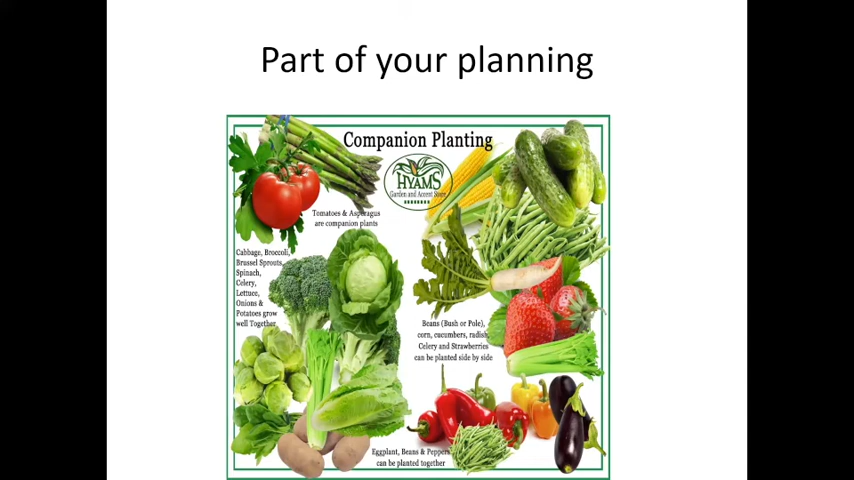 Part of your planning
Companion Planting
HYAMS
Garden and Accent Store
Tomatoes & Asparagus
are companion plants
Cabbage, Broccoli,
Brussel Sprouts,
Spinach,
Celery,
Lettuce,
Onions &
Potatoes grow
well Together
Beans (Bush or Pole),
corn, cucumbers, radish,
Celery and Strawberries
can be planted side by side
Eggplant, Beans & Peppers
can be planted together